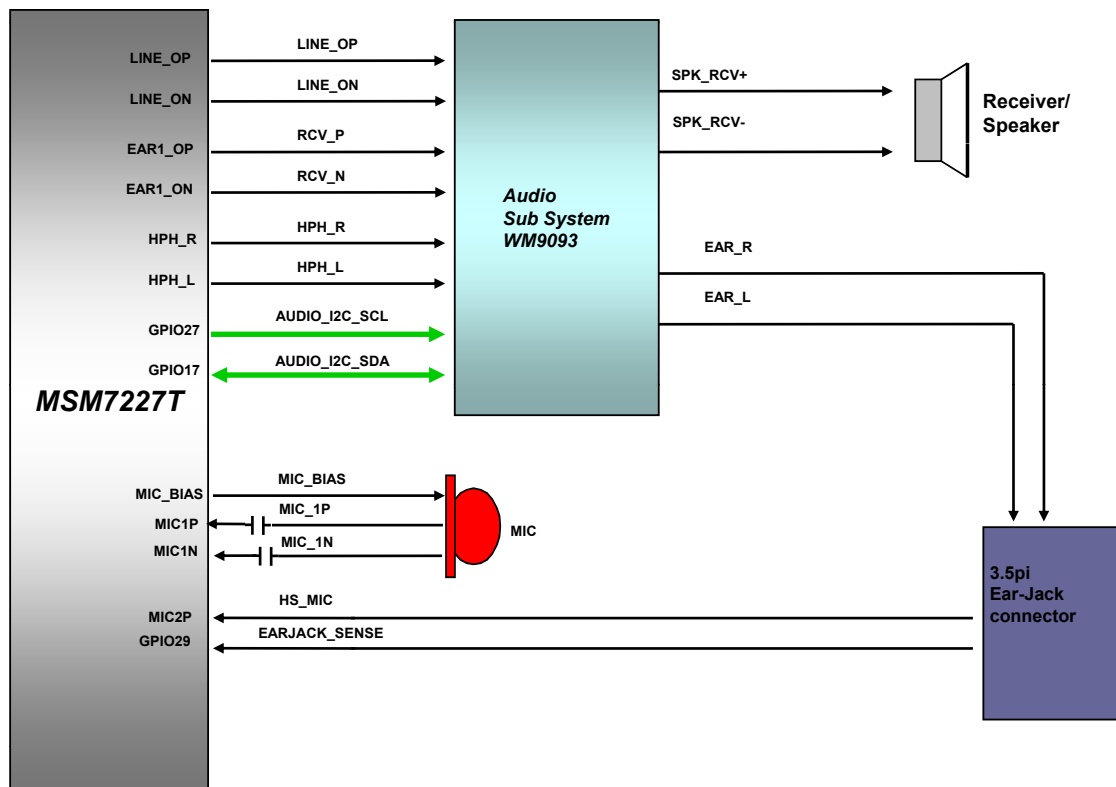 LINE_OP
LINE_OP
SPK_RCV+
LINE_ON
LINE_ON
Receiver/
Speaker
SPK_RCV-
EAR1_OP
RCV_P
EAR1_ON
RCV_N
Audio
Sub System
WM9093
HPH_R
HPH_R
EAR_R
HPH_L
HPH_L
EAR_L
GPIO27
AUDIO_I2C_SCL
GPIO17
AUDIO_I2C_SDA
MSM7227T
MIC_BIAS
MIC_BIAS
MIC1P
MIC_1P
MIC
MIC1N
MIC_1N
3.5pi
Ear-Jack
connector
MIC2P
HS_MIC
GPIO29
EARJACK_SENSE